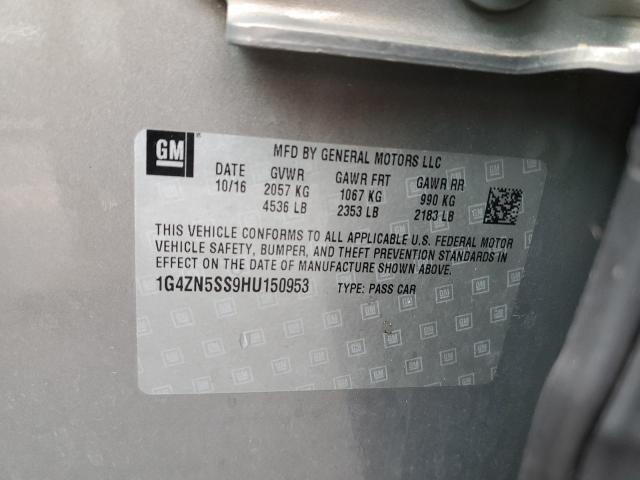 GM ® MFD BY GENERAL MOTORS LLC
DATE GVWR GAWR FRT GAWR RR
10/16 2057 KG 1067 KG 990 KG
4536 LB 2353 LB 2183 LB
THIS VEHICLE CONFORMS TO ALL APPLICABLE U.S. FEDERAL MOTOR
VEHICLE SAFETY, BUMPER, AND THEFT PREVENTION STANDARDS IN
EFFECT ON THE DATE OF MANUFACTURE SHOWN ABOVE.
1G4ZN5SS9HU150953 TYPE: PASS CAR